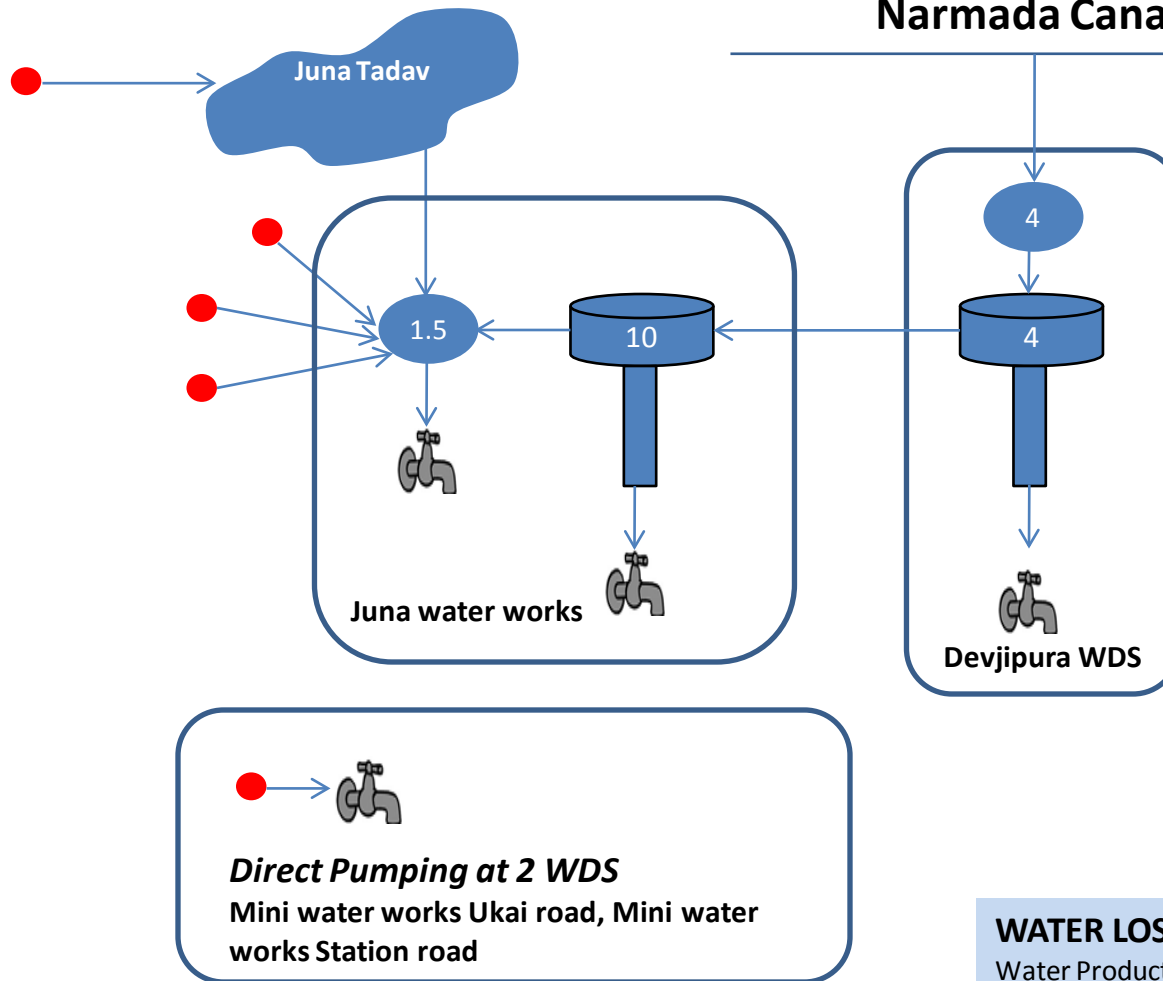 Narmada Cana
Juna Tadav
4
1.5
10
4
Juna water works
Devjipura WDS
Direct Pumping at 2 WDS
Mini water works Ukai road, Mini water
works Station road
WATER LOS
Water Product